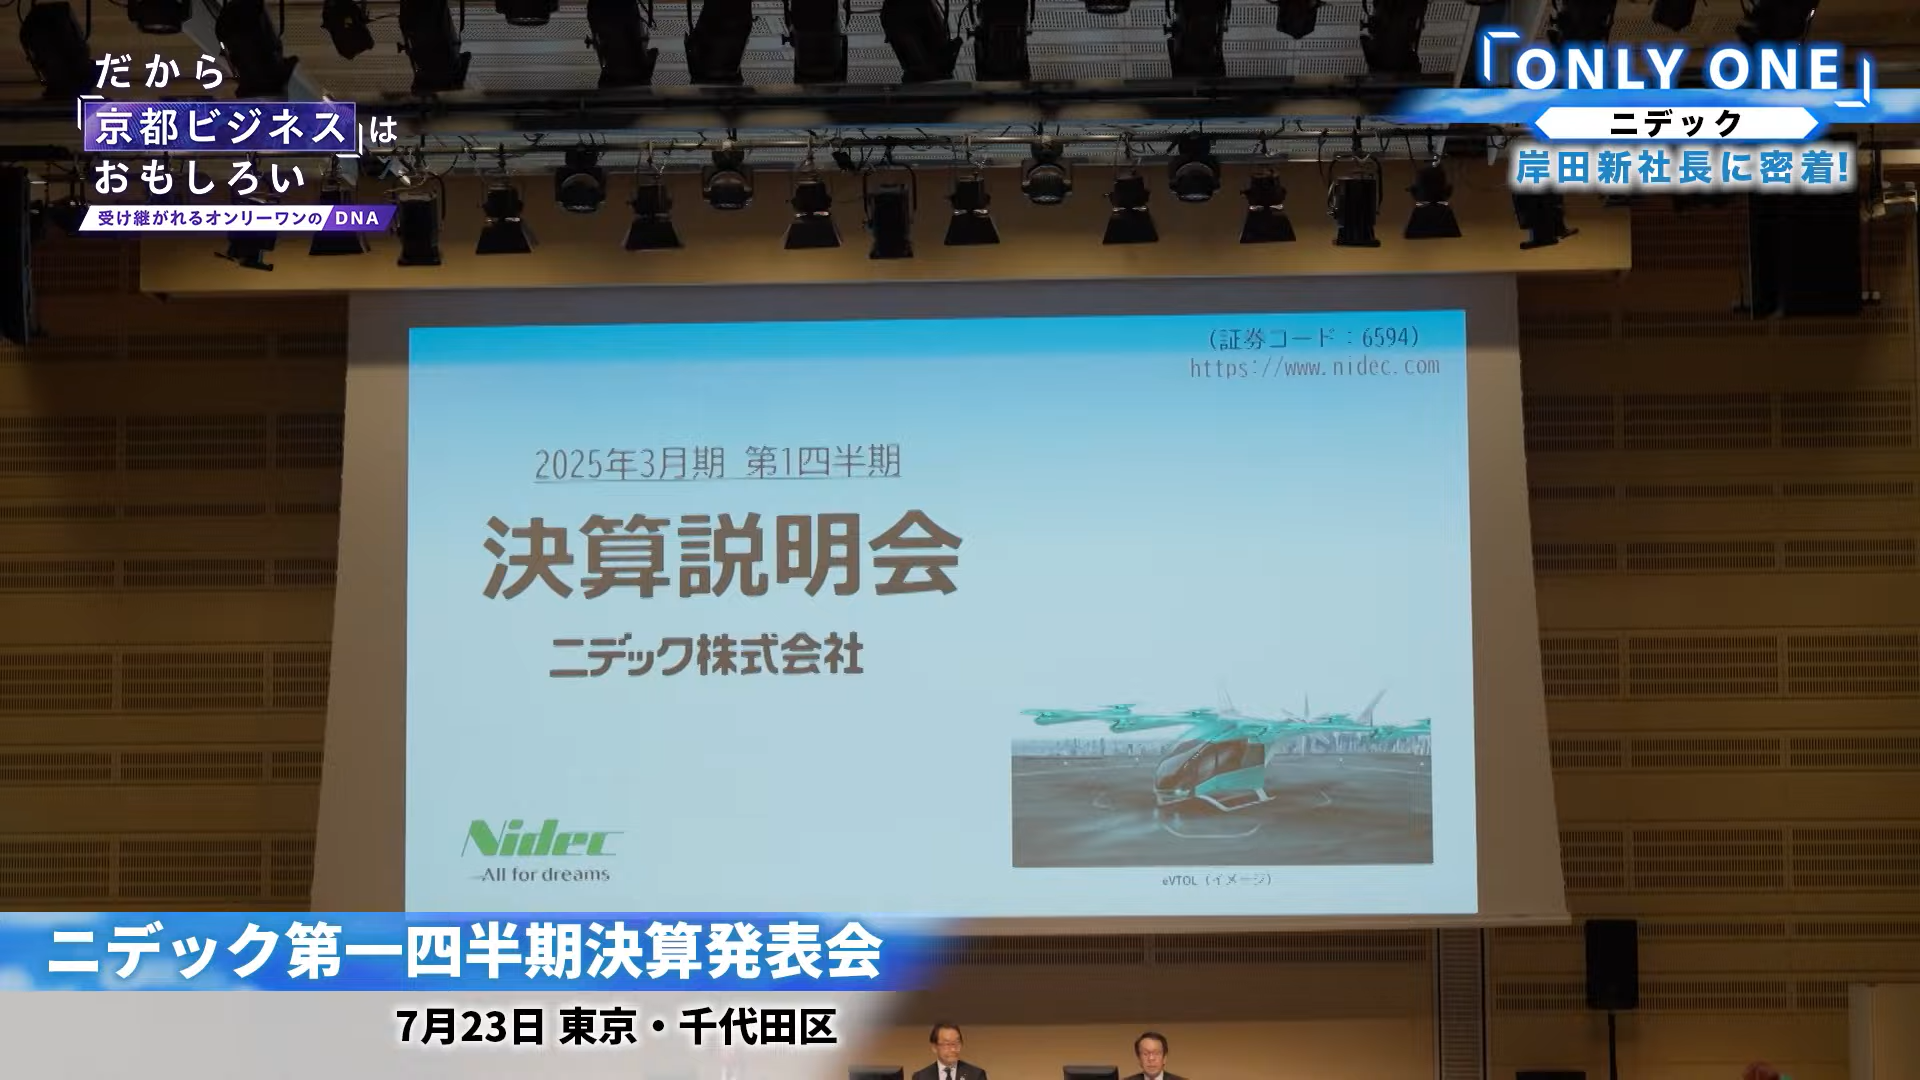 だから
「京都ビジネス」は
おもしろい
受け継がれるオンリーワンのDNA
「ONLY ONE」
ニデック
岸田新社長に密着!
(証券コード：6594)
https://www.nidec.com
2025年3月期 第1四半期
決算説明会
ニデック株式会社
Nidec
All for dreams
eVTOL (イメージ)
ニデック第一四半期決算発表会
7月23日 東京・千代田区